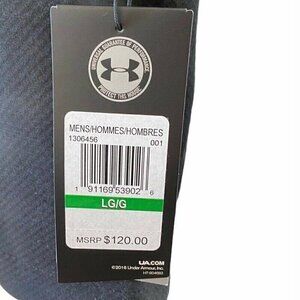 UNIVERSAL GUARANTEE OF PERFORMANCE
PROTECT THIS HOUSE
MENS/HOMMES/HOMBRES
1306456 001
1 91169 53902 6
LG/G
MSRP $120.00
UA.COM
©2016 Under Armour, Inc.